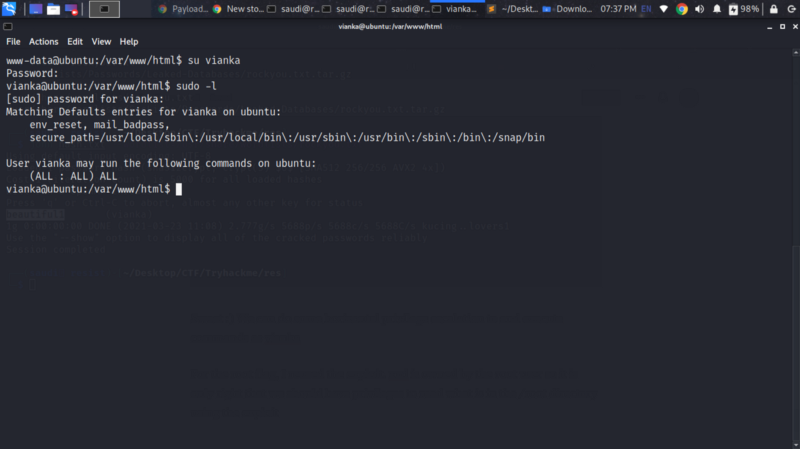 Payload...
New sto...
saudi@r...
saudi@r...
saudi@r...
vianka...
~/Deskt...
Downlo...
07:37 PM
EN
98%
vianka@ubuntu:/var/www/html
File Actions Edit View Help
www-data@ubuntu:/var/www/html$ su vianka
Password:
vianka@ubuntu:/var/www/html$ sudo -l
[sudo] password for vianka:
Matching Defaults entries for vianka on ubuntu:
env_reset, mail_badpass,
secure_path=/usr/local/sbin\:/usr/local/bin\:/usr/sbin\:/usr/bin\:/sbin\:/bin\:/snap/bin
User vianka may run the following commands on ubuntu:
(ALL : ALL) ALL
vianka@ubuntu:/var/www/html$
~/Desktop/CTF/tryhackme/